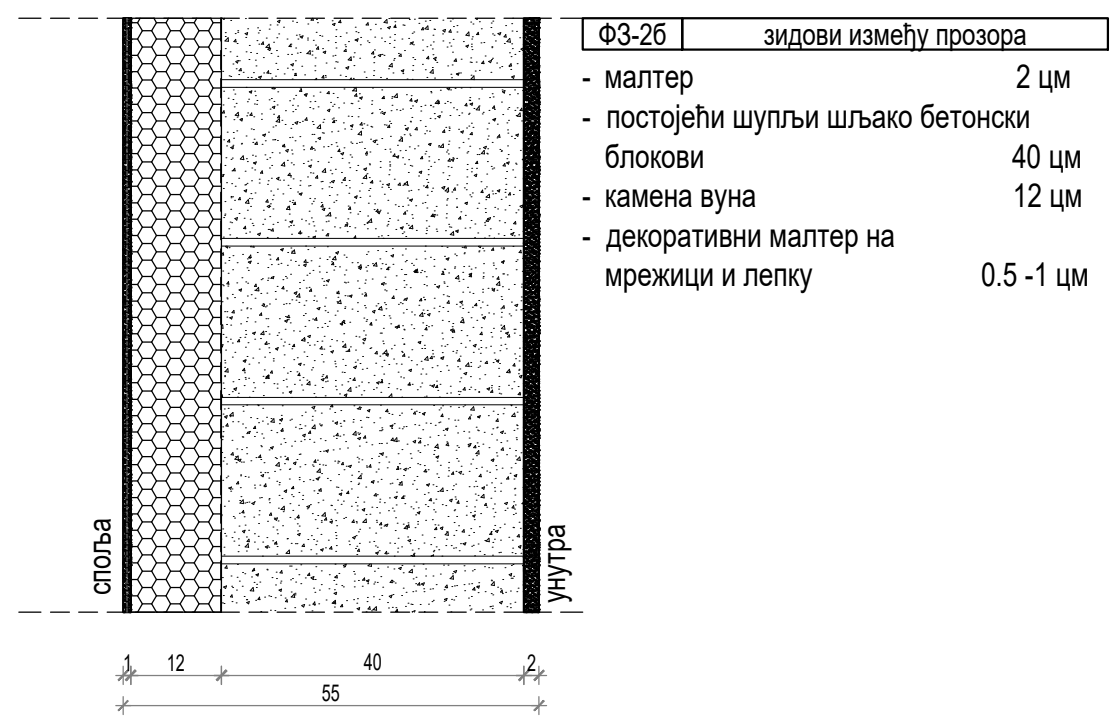 ФЗ-2б зидови између прозора
- малтер 2 цм
- постојећи шупљи шљако бетонски
блокови 40 цм
- камена вуна 12 цм
- декоративни малтер на
мрежици и лепку 0.5 -1 цм
споља
унутра
1 12 40 2
55